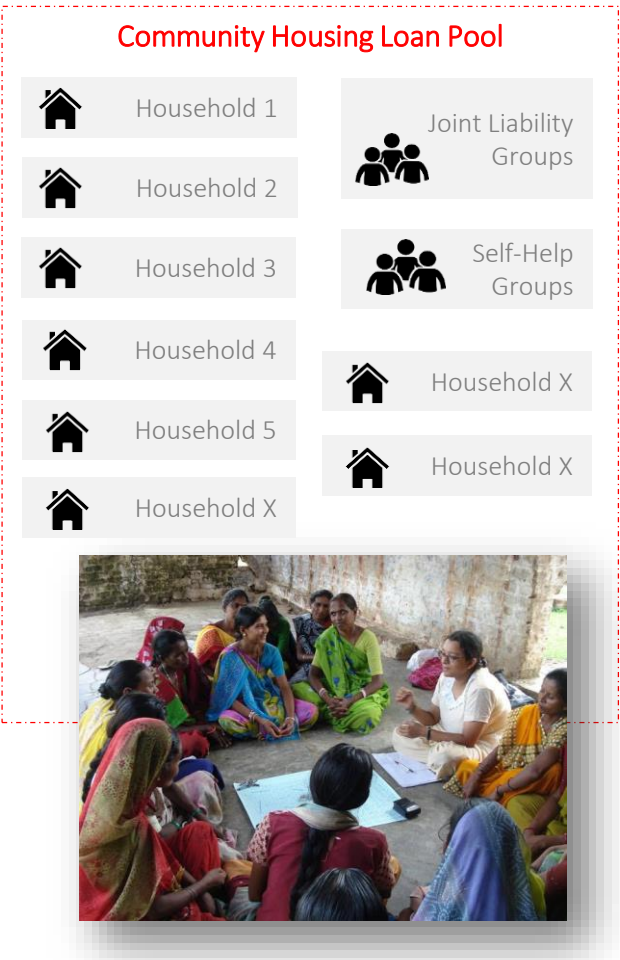 Community Housing Loan Pool
Household 1
Household 2
Household 3
Household 4
Household 5
Household X
Joint Liability
Groups
Self-Help
Groups
Household X
Household X